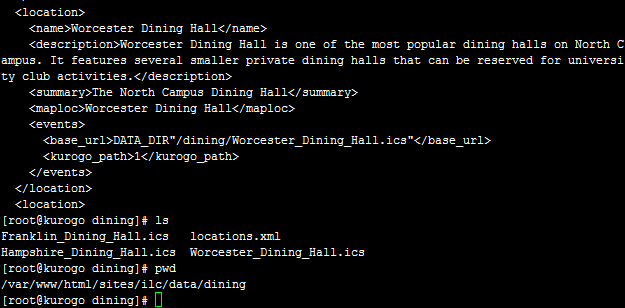 <location>
<name>Worcester Dining Hall</name>
<description>Worcester Dining Hall is one of the most popular dining halls on North C
ampus. It features several smaller private dining halls that can be reserved for universi
ty club activities.</description>
<summary>The North Campus Dining Hall</summary>
<maploc>Worcester Dining Hall</maploc>
<events>
<base_url>DATA_DIR"/dining/Worcester_Dining_Hall.ics"</base_url>
<kurogo_path>1</kurogo_path>
</events>
</location>
<location>
[root@kurogo dining]# ls
Franklin_Dining_Hall.ics   locations.xml
Hampshire_Dining_Hall.ics  Worcester_Dining_Hall.ics
[root@kurogo dining]# pwd
/var/www/html/sites/ilc/data/dining
[root@kurogo dining]#